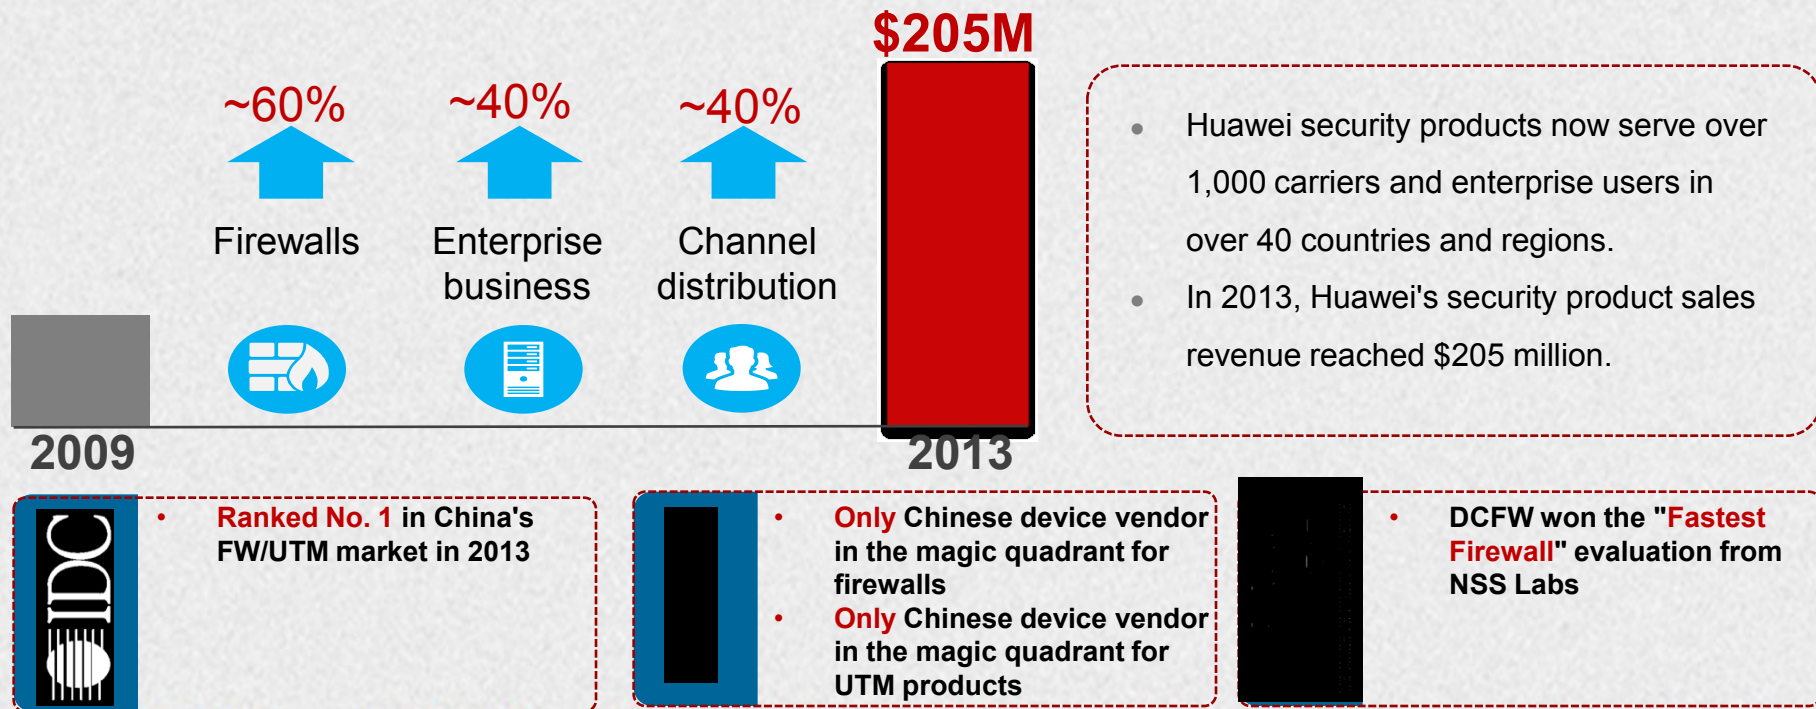 $205M
~60%
~40%
~40%
Firewalls
Enterprise
business
Channel
distribution
2009
2013
Huawei security products now serve over
1,000 carriers and enterprise users in
over 40 countries and regions.
In 2013, Huawei's security product sales
revenue reached $205 million.
IDC
Ranked No. 1 in China's
FW/UTM market in 2013
Only Chinese device vendor
in the magic quadrant for
firewalls
Only Chinese device vendor
in the magic quadrant for
UTM products
DCFW won the "Fastest
Firewall" evaluation from
NSS Labs